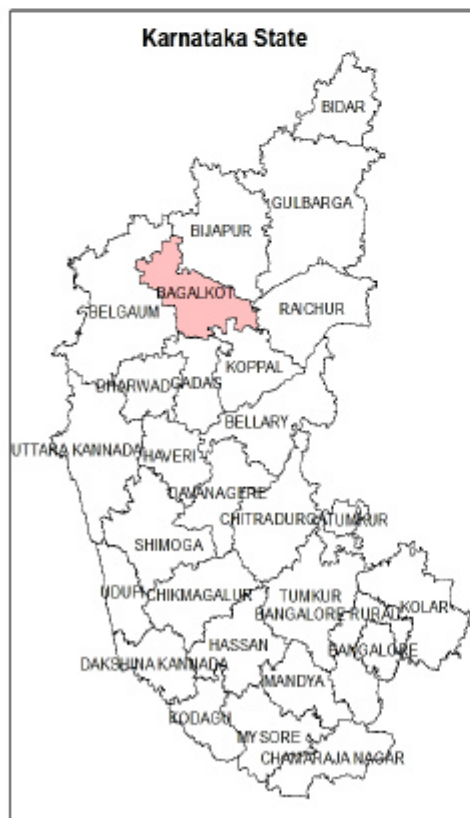 Karnataka State
BIDAR
GULBARGA
BIJAPUR
BAGALKOT
RAICHUR
BELGAUM
KOPPAL
DHARWAD
GADAS
BELLARY
UTTARA KANNADA
HAVERI
DAVANAGERE
CHITRADURGA
TUMKUR
SHIMOGA
UDUPI
CHIKMAGALUR
TUMKUR
BANGALORE RURAL
KOLAR
HASSAN
BANGALORE
DAKSHINA KANNADA
MANDYA
KODAGU
MYSORE
CHAMARAJA NAGAR